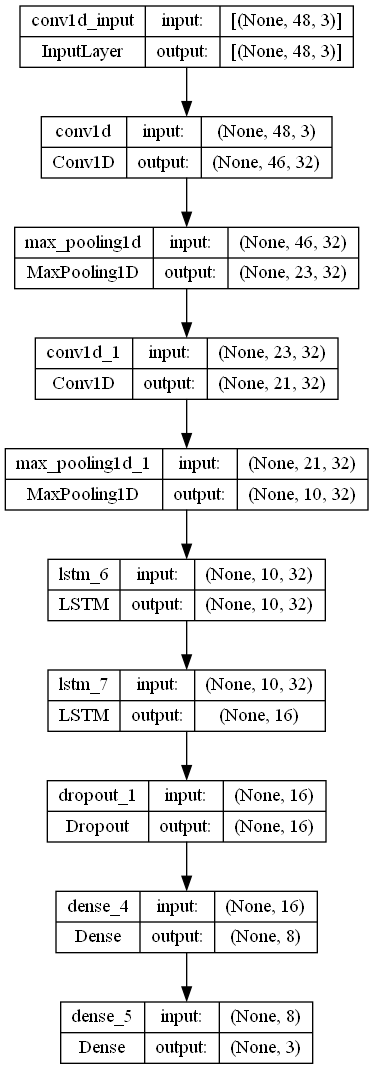 conv1d_input input: [(None, 48, 3)]
InputLayer output: [(None, 48, 3)]
conv1d input: (None, 48, 3)
Conv1D output: (None, 46, 32)
max_pooling1d input: (None, 46, 32)
MaxPooling1D output: (None, 23, 32)
conv1d_1 input: (None, 23, 32)
Conv1D output: (None, 21, 32)
max_pooling1d_1 input: (None, 21, 32)
MaxPooling1D output: (None, 10, 32)
lstm_6 input: (None, 10, 32)
LSTM output: (None, 10, 32)
lstm_7 input: (None, 10, 32)
LSTM output: (None, 16)
dropout_1 input: (None, 16)
Dropout output: (None, 16)
dense_4 input: (None, 16)
Dense output: (None, 8)
dense_5 input: (None, 8)
Dense output: (None, 3)